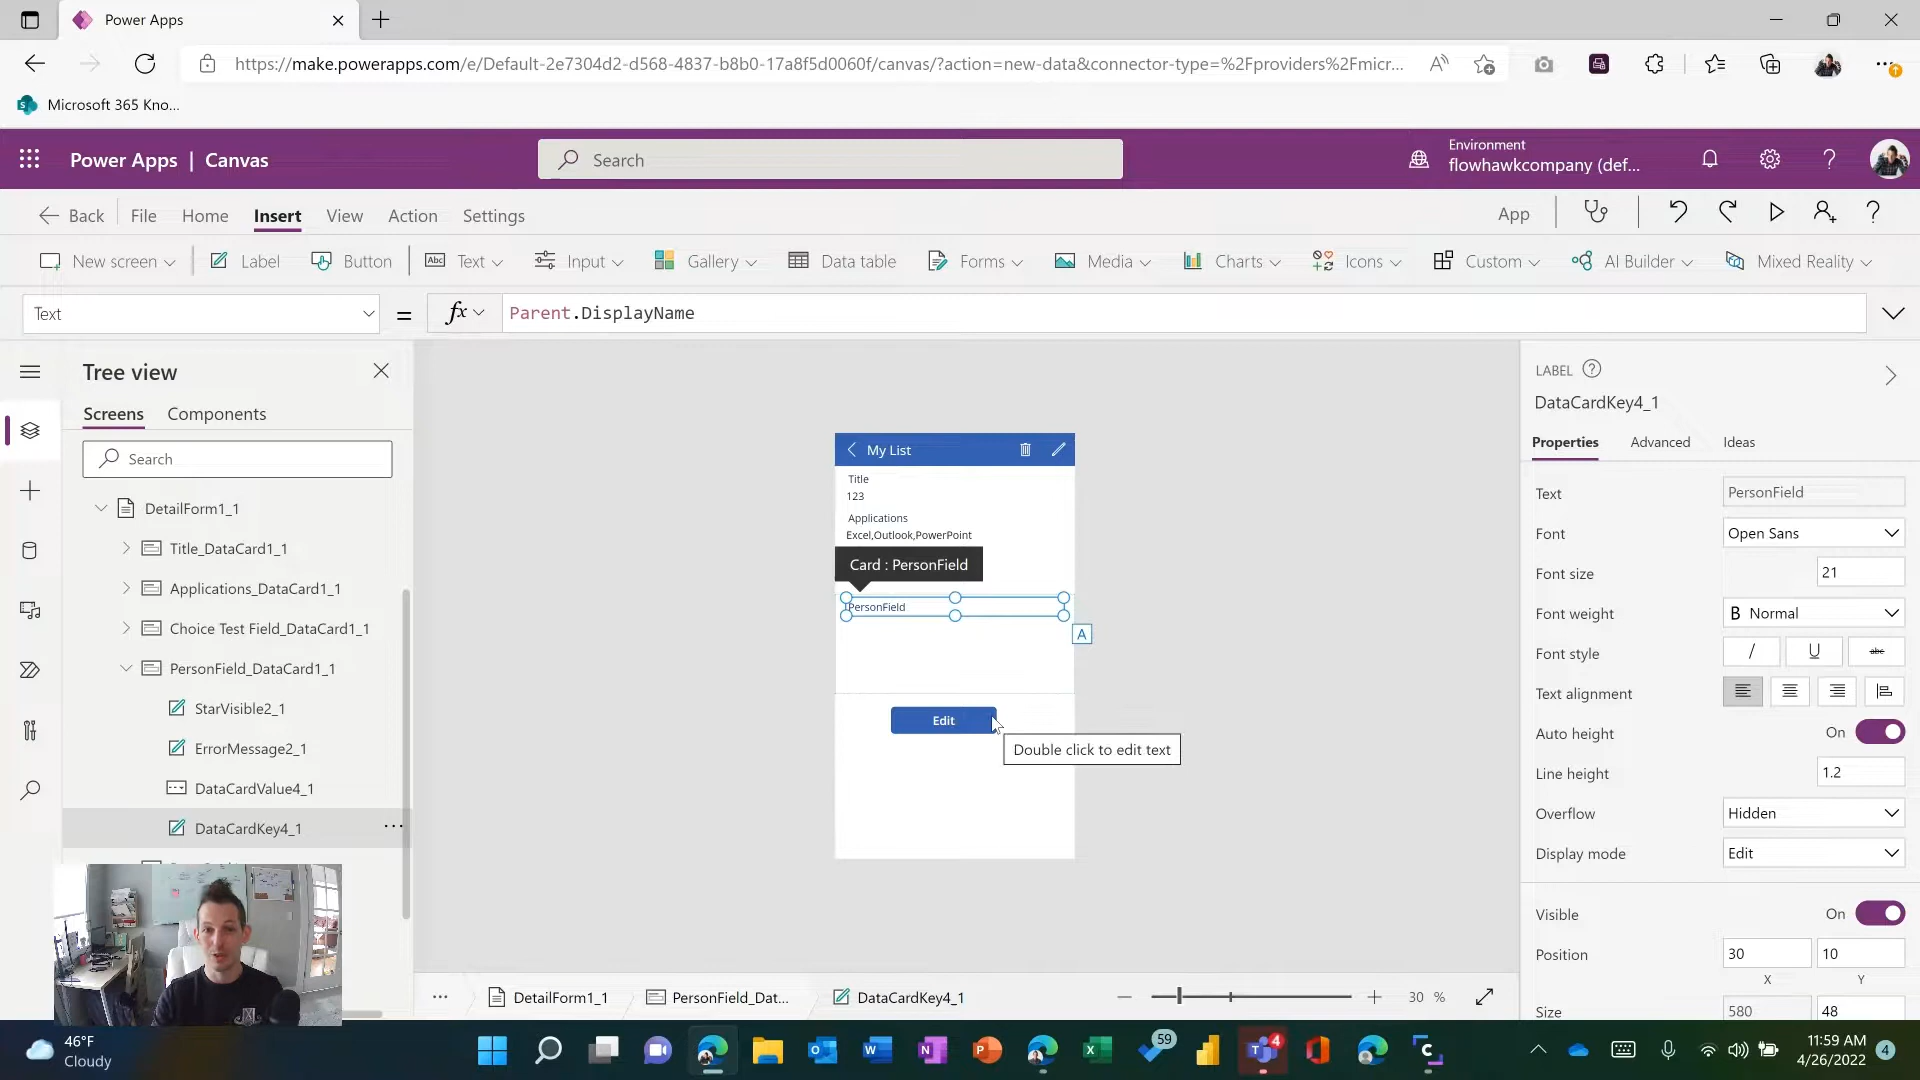 Power Apps
https://make.powerapps.com/e/Default-2e7304d2-d568-4837-b8b0-17a8f5d0060f/canvas/?action=new-data&connector-type=%2Fproviders%2Fmicr...
Microsoft 365 Kno...
Power Apps | Canvas
Search
Environment
flowhawkcompany (def...
Back File Home Insert View Action Settings
App
New screen Label Button Text Input Gallery Data table Forms Media Charts Icons Custom AI Builder Mixed Reality
Text = fx Parent.DisplayName
Tree view
Screens Components
Search
DetailForm1_1
Title_DataCard1_1
Applications_DataCard1_1
Choice Test Field_DataCard1_1
PersonField_DataCard1_1
StarVisible2_1
ErrorMessage2_1
DataCardValue4_1
DataCardKey4_1
My List
Title
123
Applications
Excel,Outlook,PowerPoint
Card : PersonField
PersonField
A
Edit
Double click to edit text
LABEL
DataCardKey4_1
Properties Advanced Ideas
Text PersonField
Font Open Sans
Font size 21
Font weight B Normal
Font style / U abc
Text alignment
Auto height On
Line height 1.2
Overflow Hidden
Display mode Edit
Visible On
Position 30 10
X Y
Size 580 48
DetailForm1_1 PersonField_Dat... DataCardKey4_1
30 %
46°F
Cloudy
59
4
11:59 AM
4/26/2022
4